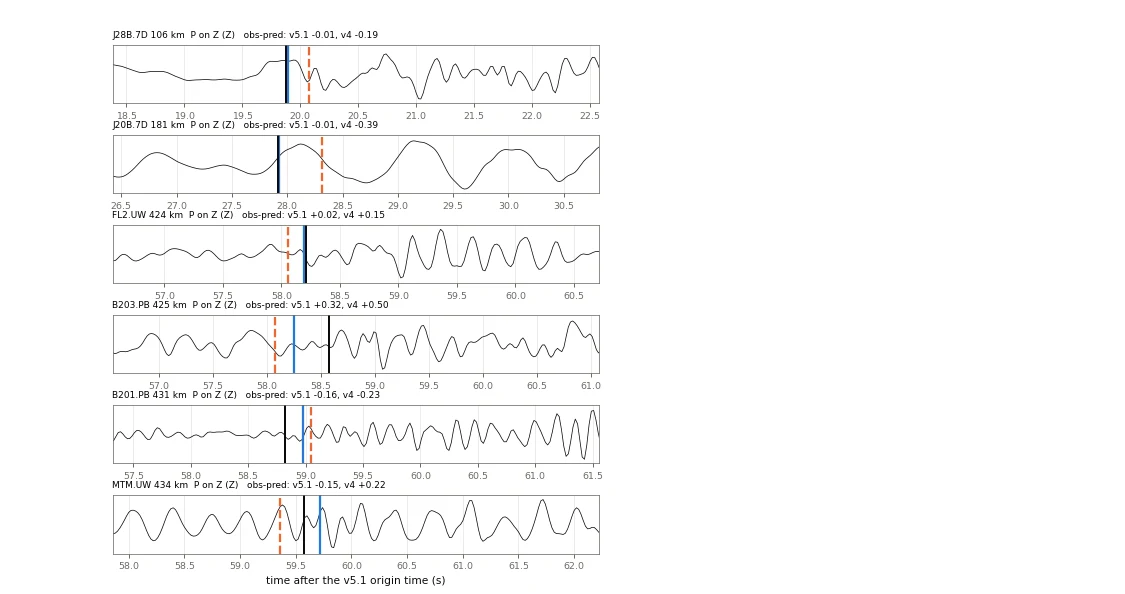 J28B.7D 106 km P on Z (Z) obs-pred: v5.1 -0.01, v4 -0.19
18.5 19.0 19.5 20.0 20.5 21.0 21.5 22.0 22.5
J20B.7D 181 km P on Z (Z) obs-pred: v5.1 -0.01, v4 -0.39
26.5 27.0 27.5 28.0 28.5 29.0 29.5 30.0 30.5
FL2.UW 424 km P on Z (Z) obs-pred: v5.1 +0.02, v4 +0.15
57.0 57.5 58.0 58.5 59.0 59.5 60.0 60.5
B203.PB 425 km P on Z (Z) obs-pred: v5.1 +0.32, v4 +0.50
57.0 57.5 58.0 58.5 59.0 59.5 60.0 60.5 61.0
B201.PB 431 km P on Z (Z) obs-pred: v5.1 -0.16, v4 -0.23
57.5 58.0 58.5 59.0 59.5 60.0 60.5 61.0 61.5
MTM.UW 434 km P on Z (Z) obs-pred: v5.1 -0.15, v4 +0.22
58.0 58.5 59.0 59.5 60.0 60.5 61.0 61.5 62.0
time after the v5.1 origin time (s)